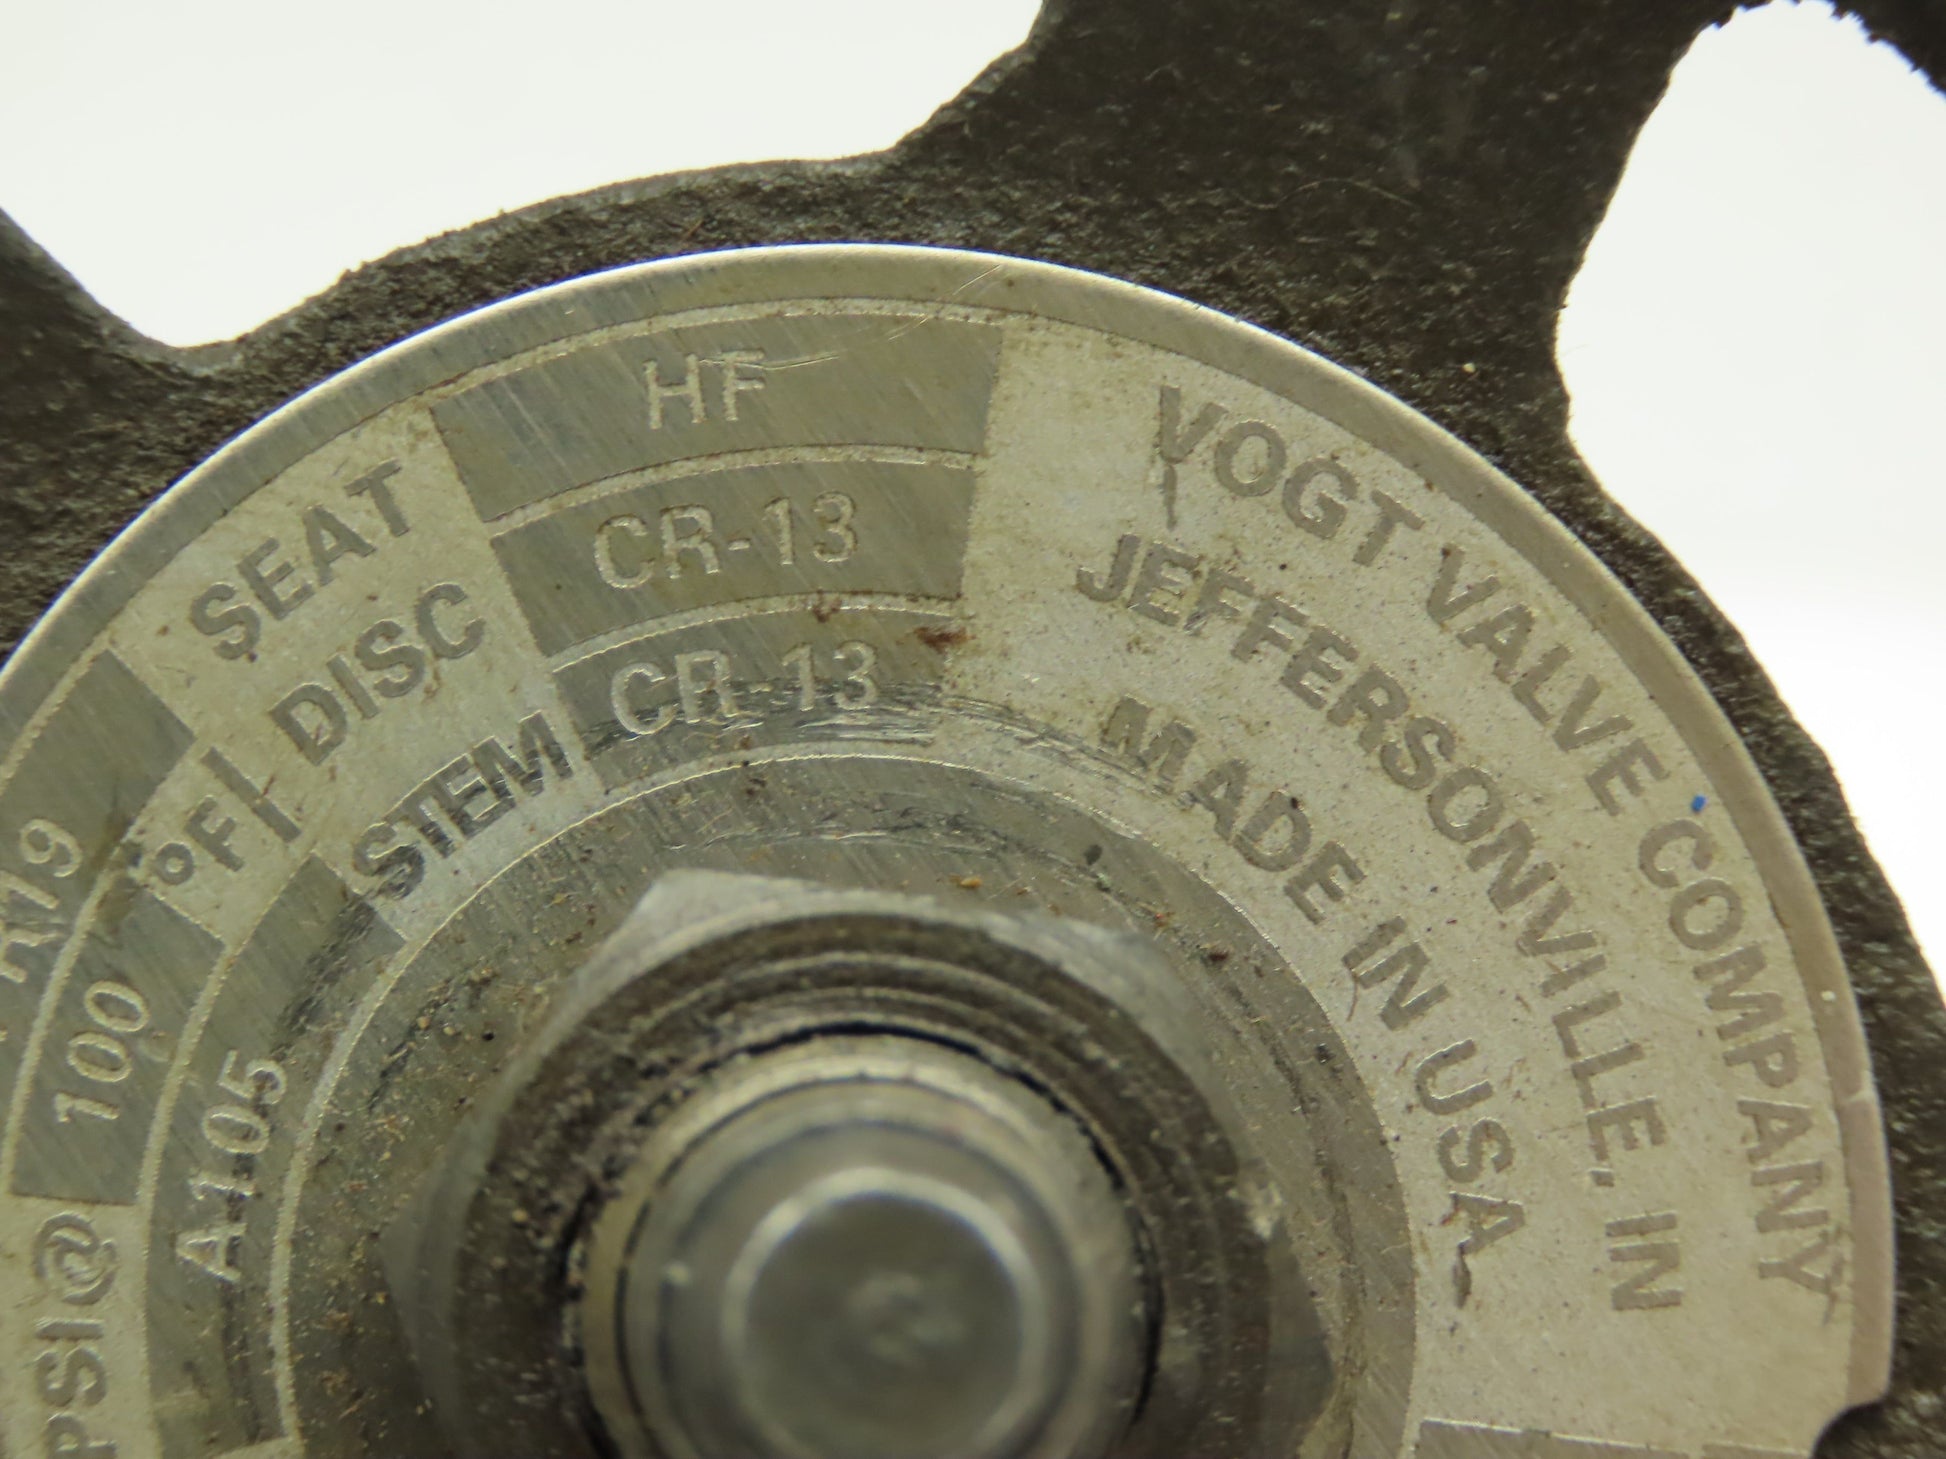 SEAT HF
DISC CR-13
STEM CR-13
VOGT VALVE COMPANY
JEFFERSONVILLE, IN
MADE IN USA
100 °F
A105
PSI@